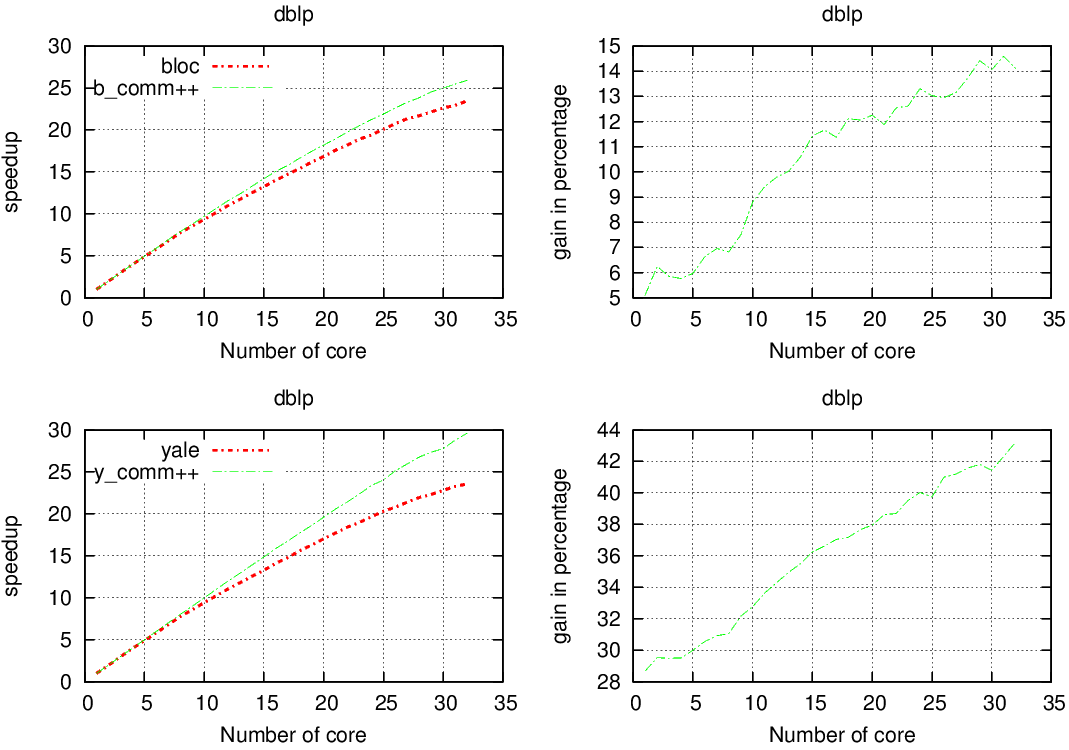 dblp
30
25
20
15
10
5
0
speedup
bloc
b_comm++
0 5 10 15 20 25 30 35
Number of core
dblp
15
14
13
12
11
10
9
8
7
6
5
gain in percentage
0 5 10 15 20 25 30 35
Number of core
dblp
30
25
20
15
10
5
0
speedup
yale
y_comm++
0 5 10 15 20 25 30 35
Number of core
dblp
44
42
40
38
36
34
32
30
28
gain in percentage
0 5 10 15 20 25 30 35
Number of core